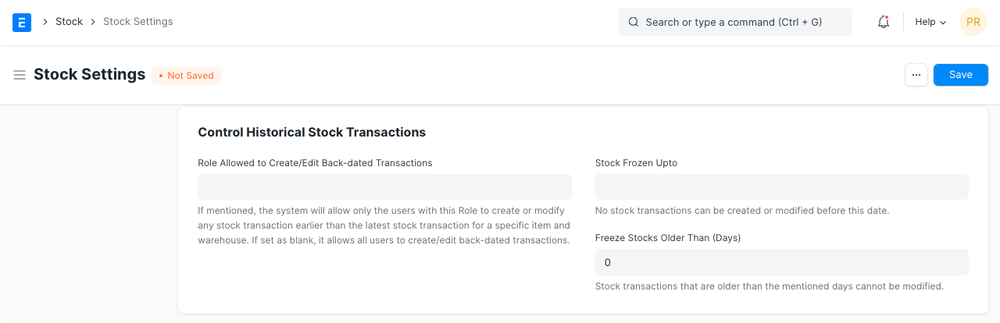 E
Stock
Stock Settings
Search or type a command (Ctrl + G)
Help
PR
Stock Settings
Not Saved
...
Save
Control Historical Stock Transactions
Role Allowed to Create/Edit Back-dated Transactions
If mentioned, the system will allow only the users with this Role to create or modify
any stock transaction earlier than the latest stock transaction for a specific item and
warehouse. If set as blank, it allows all users to create/edit back-dated transactions.
Stock Frozen Upto
No stock transactions can be created or modified before this date.
Freeze Stocks Older Than (Days)
0
Stock transactions that are older than the mentioned days cannot be modified.